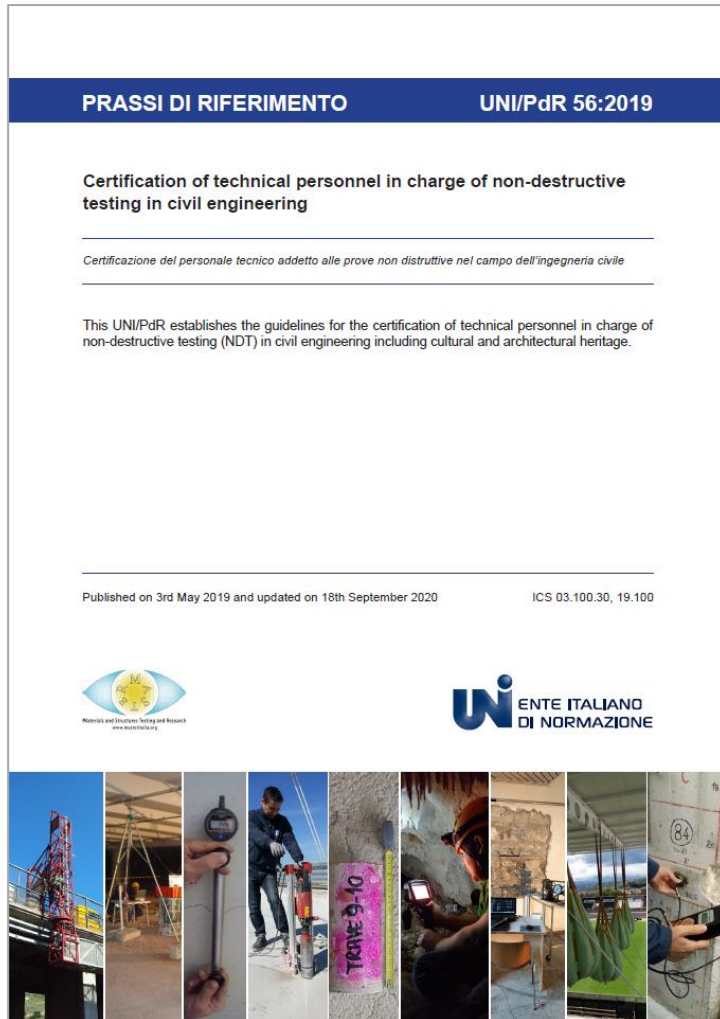 PRASSI DI RIFERIMENTO UNI/PdR 56:2019
Certification of technical personnel in charge of non-destructive
testing in civil engineering
Certificazione del personale tecnico addetto alle prove non distruttive nel campo dell'ingegneria civile
This UNI/PdR establishes the guidelines for the certification of technical personnel in charge of
non-destructive testing (NDT) in civil engineering including cultural and architectural heritage.
Published on 3rd May 2019 and updated on 18th September 2020 ICS 03.100.30, 19.100
MASTER
Materials and Structures Testing and Research
www.masteritalia.org
UNI ENTE ITALIANO
DI NORMAZIONE
TRAVE 9-10
84